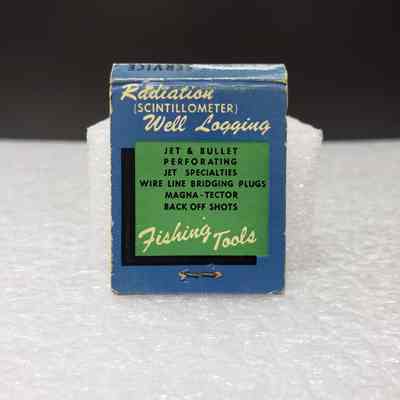 SERVICE
Radiation
(SCINTILLOMETER)
Well Logging
JET & BULLET
PERFORATING
JET SPECIALTIES
WIRE LINE BRIDGING PLUGS
MAGNA-TECTOR
BACK OFF SHOTS
Fishing Tools